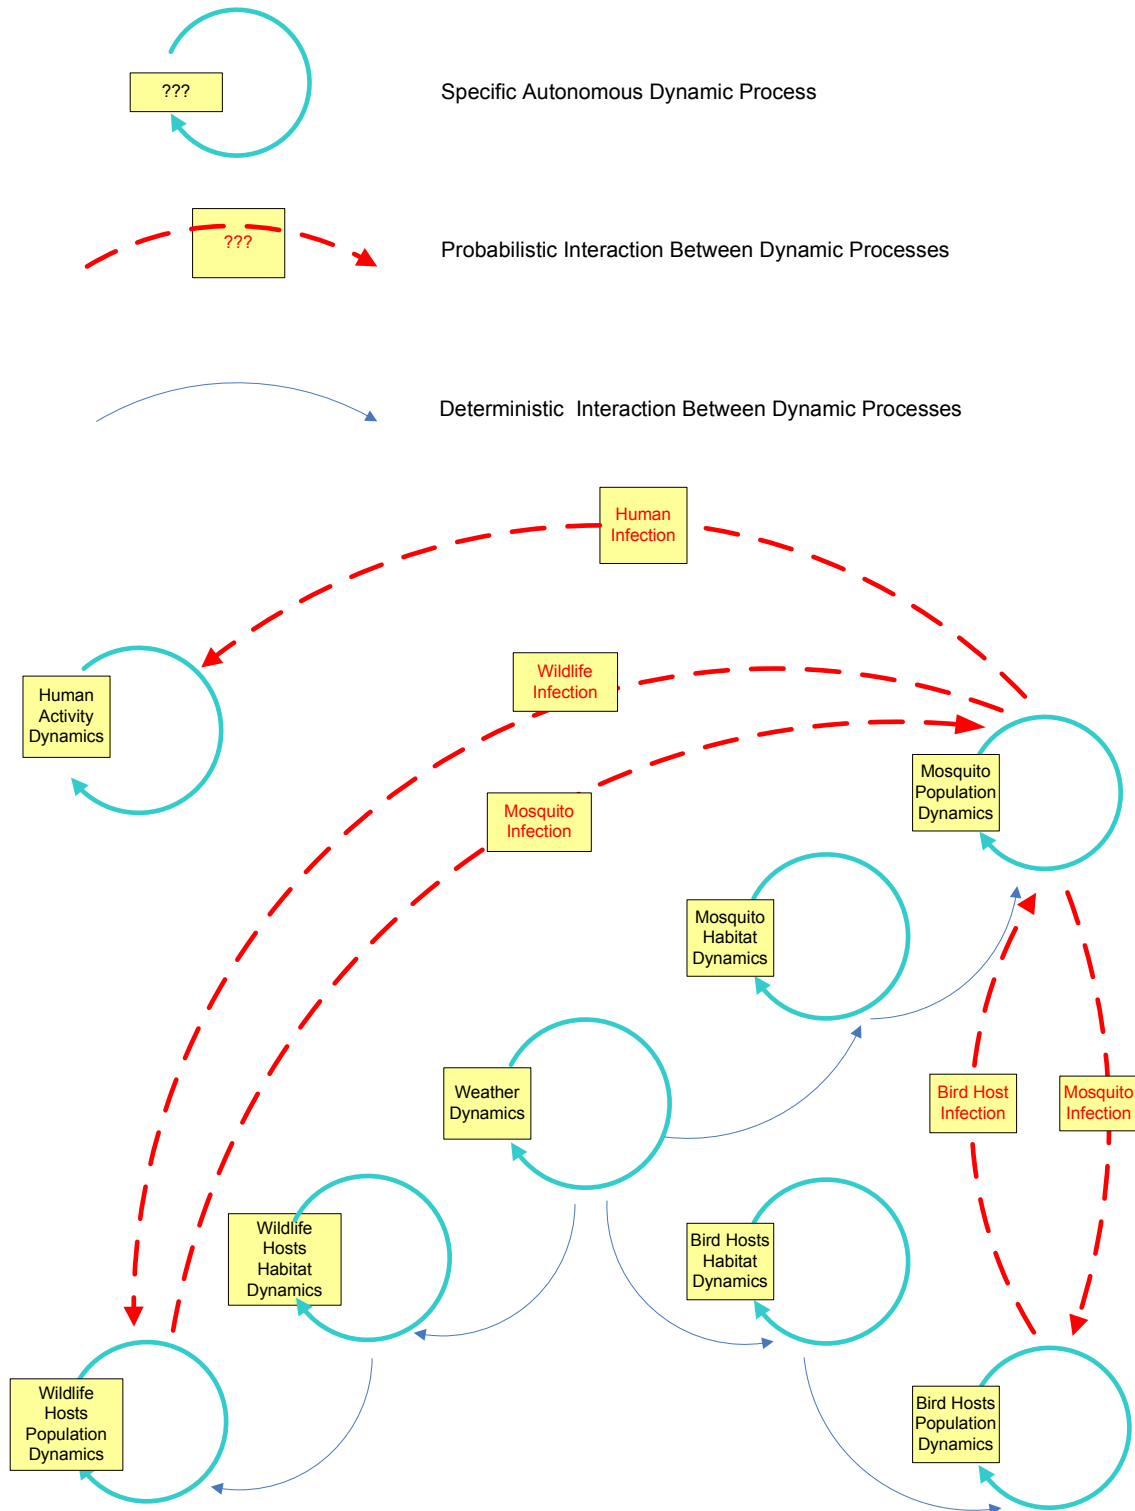 ???
Specific Autonomous Dynamic Process
???
Probabilistic Interaction Between Dynamic Processes
Deterministic  Interaction Between Dynamic Processes
Human
Infection
Wildlife
Infection
Human
Activity
Dynamics
Mosquito
Population
Dynamics
Mosquito
Infection
Mosquito
Habitat
Dynamics
Weather
Dynamics
Bird Host
Infection
Mosquito
Infection
Wildlife
Hosts
Habitat
Dynamics
Bird Hosts
Habitat
Dynamics
Wildlife
Hosts
Population
Dynamics
Bird Hosts
Population
Dynamics